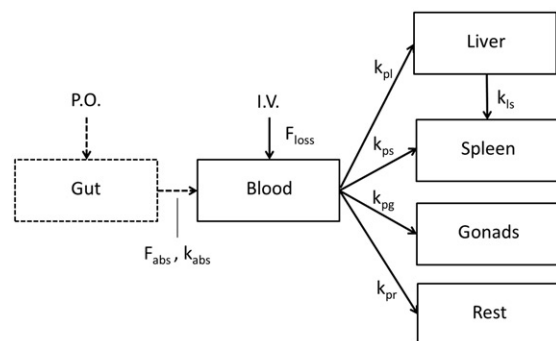 Liver
k_pl
P.O.
I.V.
k_ls
F_loss
k_ps
Spleen
Gut
Blood
k_pg
Gonads
F_abs , k_abs
k_pr
Rest